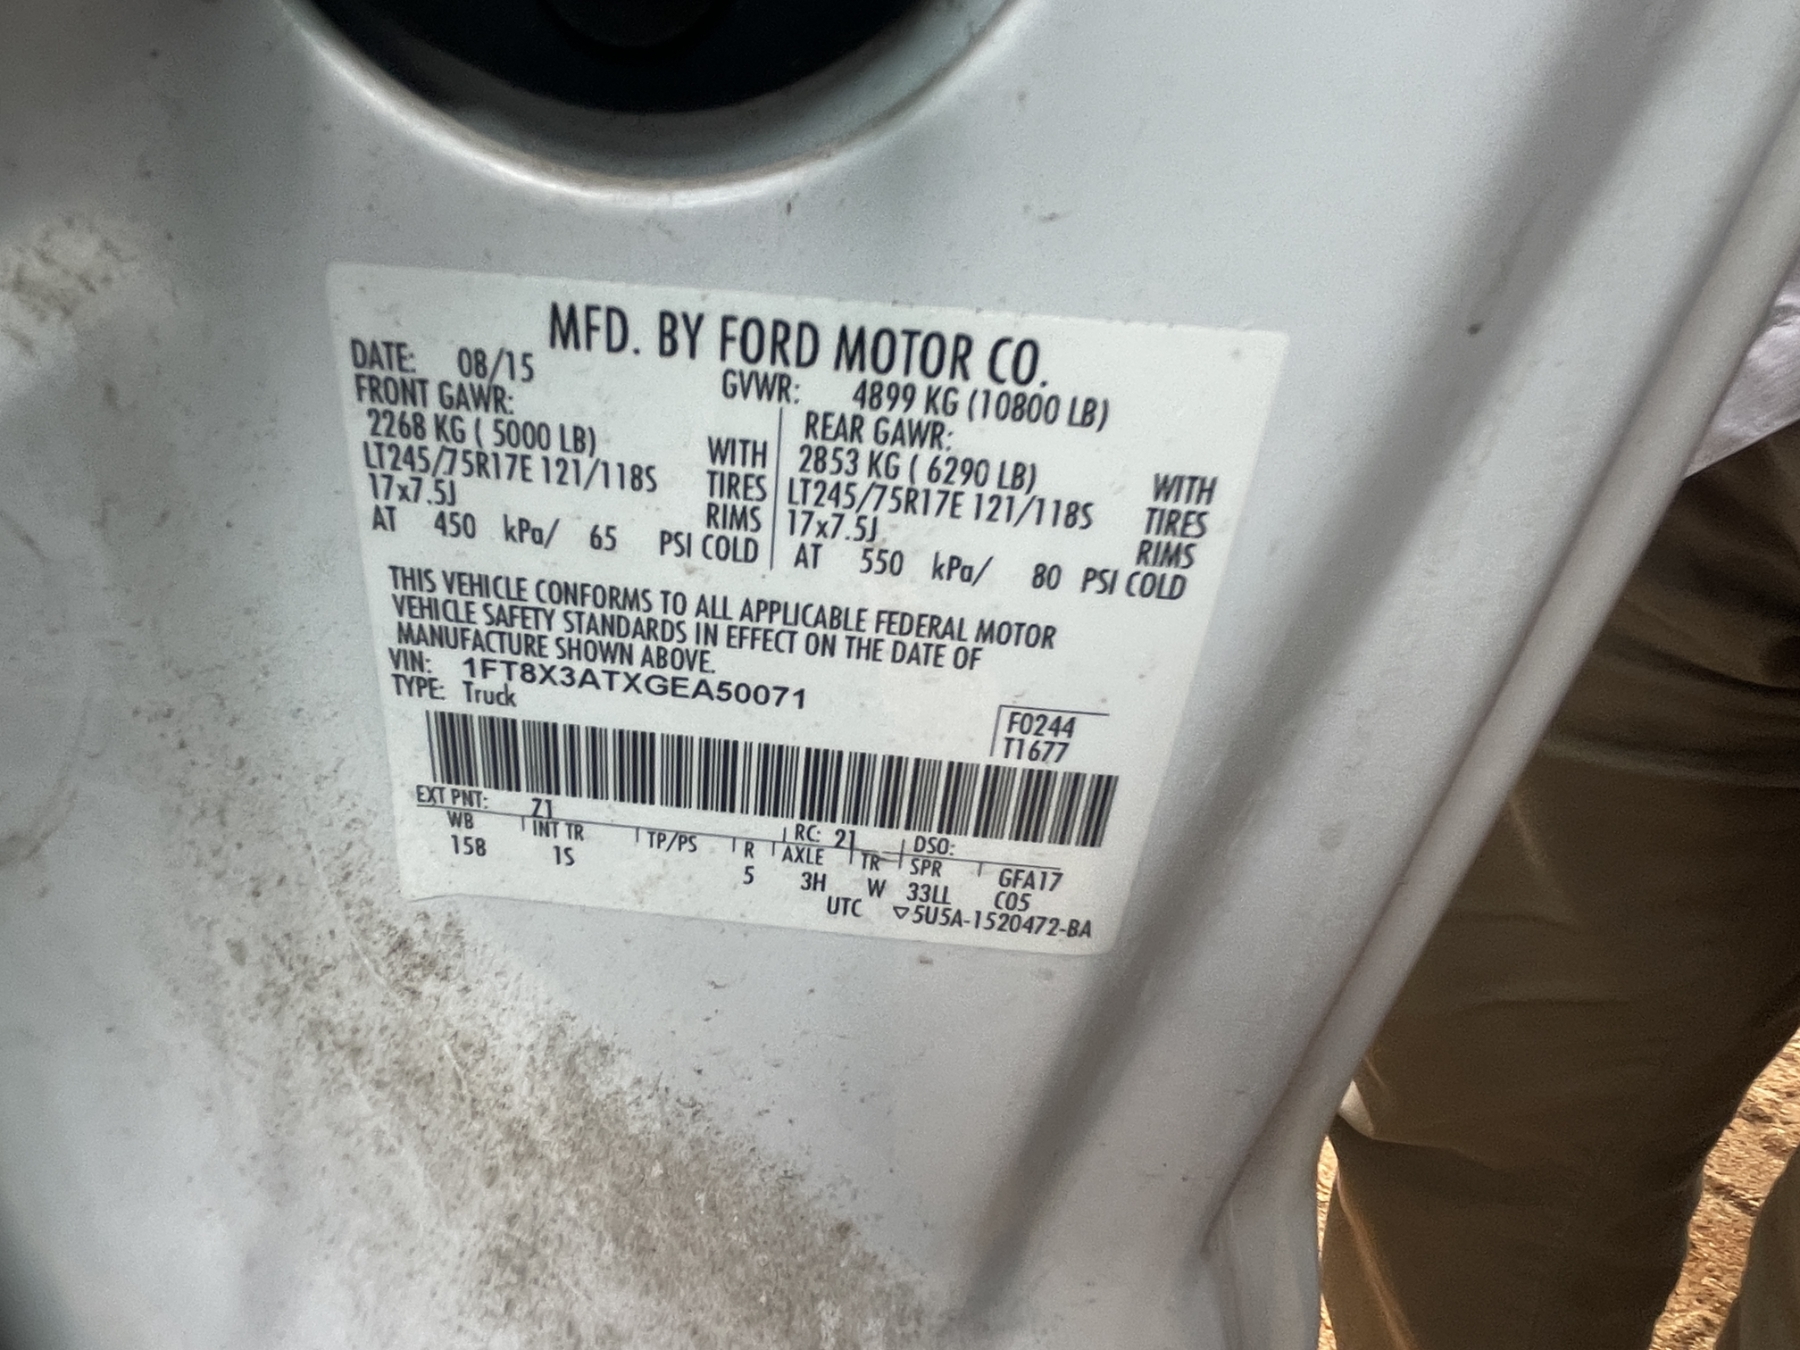 MFD. BY FORD MOTOR CO.
DATE: 08/15 GVWR: 4899 KG (10800 LB)
FRONT GAWR: REAR GAWR:
2268 KG ( 5000 LB) WITH 2853 KG ( 6290 LB) WITH
LT245/75R17E 121/118S TIRES LT245/75R17E 121/118S TIRES
17x7.5J RIMS 17x7.5J RIMS
AT 450 kPa/ 65 PSI COLD AT 550 kPa/ 80 PSI COLD
THIS VEHICLE CONFORMS TO ALL APPLICABLE FEDERAL MOTOR
VEHICLE SAFETY STANDARDS IN EFFECT ON THE DATE OF
MANUFACTURE SHOWN ABOVE.
VIN: 1FT8X3ATXGEA50071
TYPE: Truck
F0244
T1677
EXT PNT: Z1 RC: 21 DSO:
WB INT TR TP/PS R AXLE TR SPR GFA17
158 1S 5 3H W 33LL C05
UTC ▽5U5A-1520472-BA